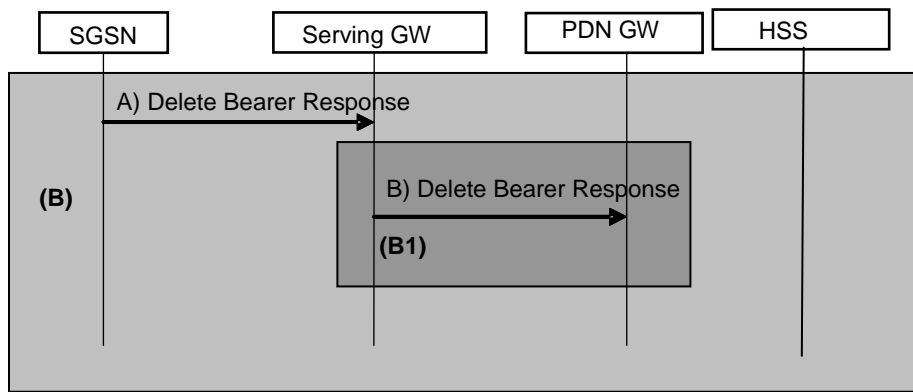 SGSN
Serving GW
PDN GW
HSS
A) Delete Bearer Response
(B)
B) Delete Bearer Response
(B1)